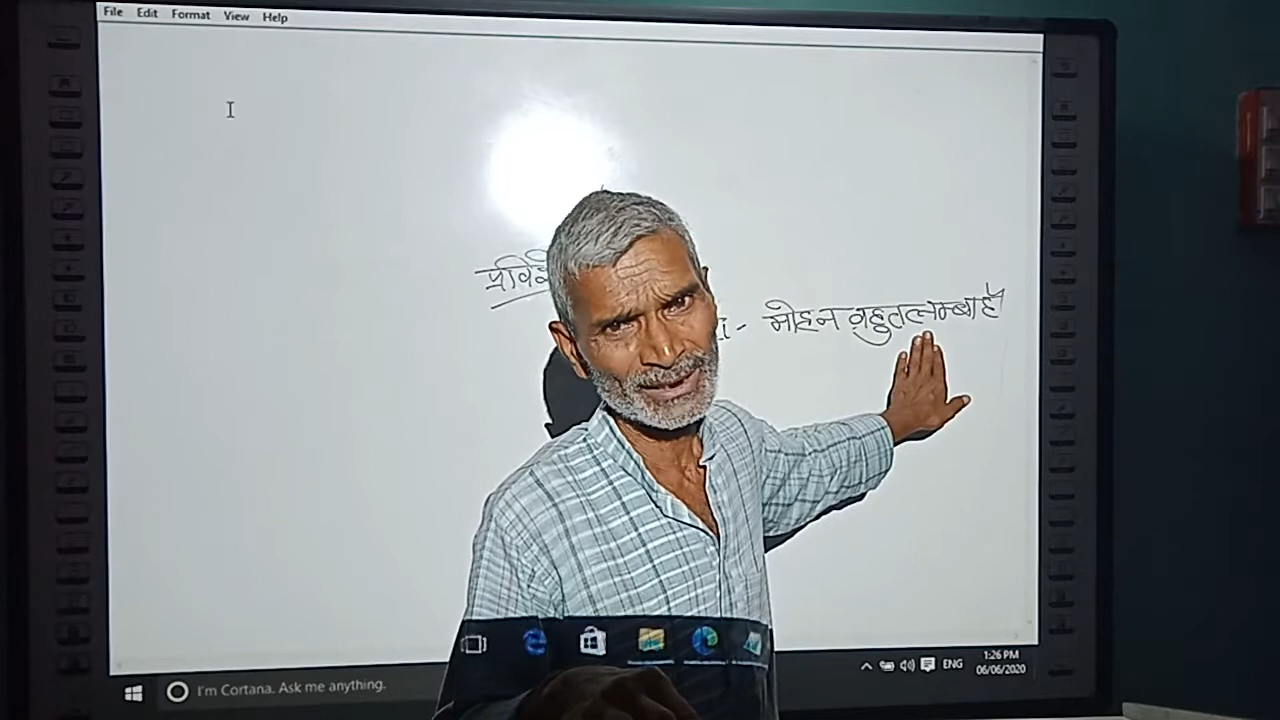 File Edit Format View Help
मोहन बहुत लम्बा है
I'm Cortana. Ask me anything.
ENG
1:26 PM
06/06/2020